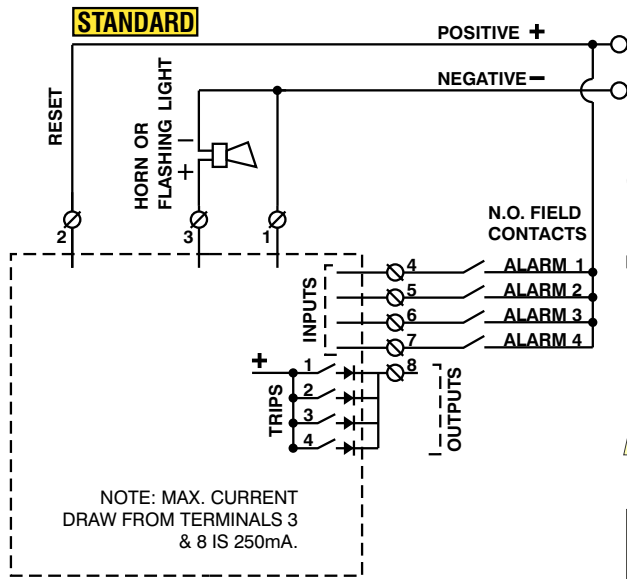 STANDARD
POSITIVE +
NEGATIVE –
RESET
HORN OR
FLASHING LIGHT
–
+
2
3
1
N.O. FIELD
CONTACTS
INPUTS
4 ALARM 1
5 ALARM 2
6 ALARM 3
7 ALARM 4
+
TRIPS
1
2
3
4
8
OUTPUTS
NOTE: MAX. CURRENT
DRAW FROM TERMINALS 3
& 8 IS 250mA.